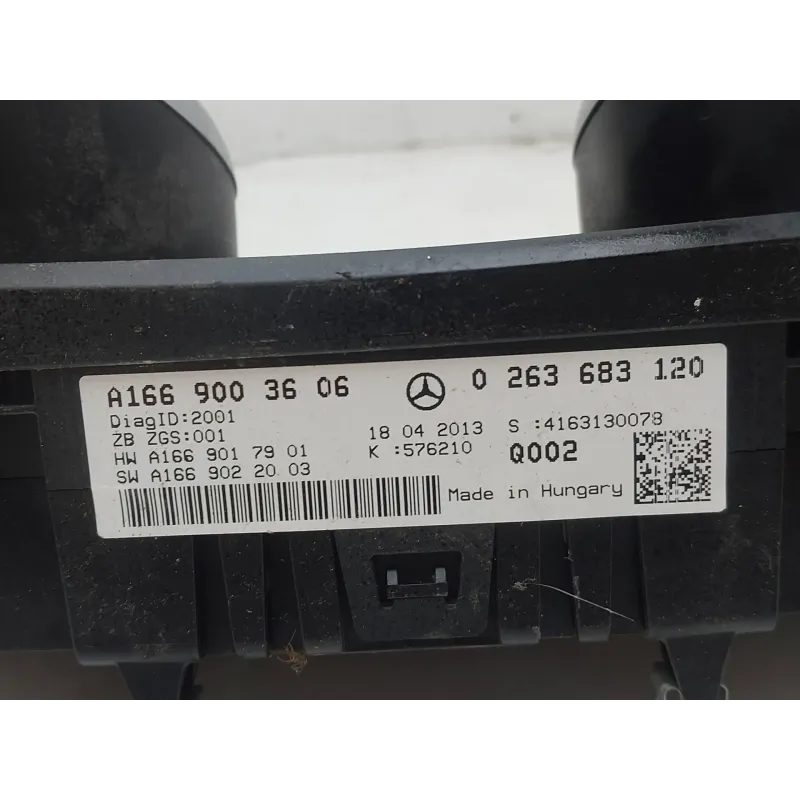 A166 900 36 06 0 263 683 120
DiagID:2001
ZB ZGS:001 18 04 2013 S :4163130078
HW A166 901 79 01 K :576210 Q002
SW A166 902 20 03
Made in Hungary